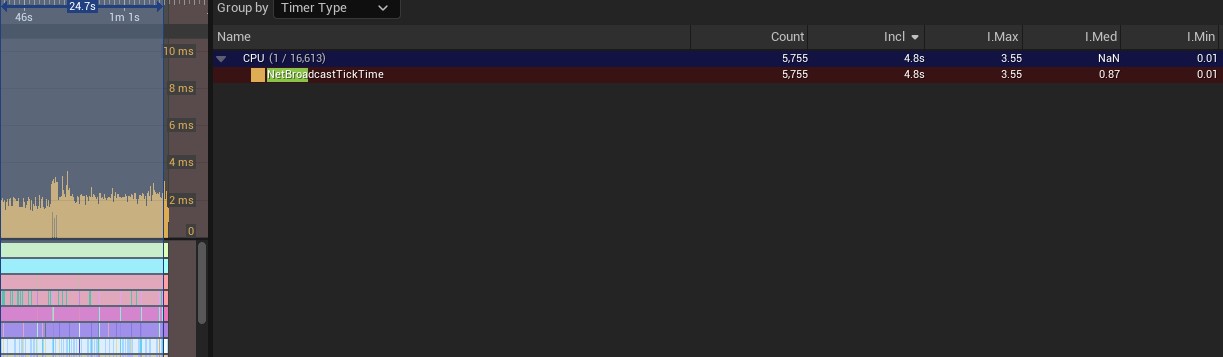 24.7s
46s 1m 1s
10 ms
8 ms
6 ms
4 ms
2 ms
0
Group by Timer Type
Name Count Incl I.Max I.Med I.Min
CPU (1 / 16,613) 5,755 4.8s 3.55 NaN 0.01
NetBroadcastTickTime 5,755 4.8s 3.55 0.87 0.01